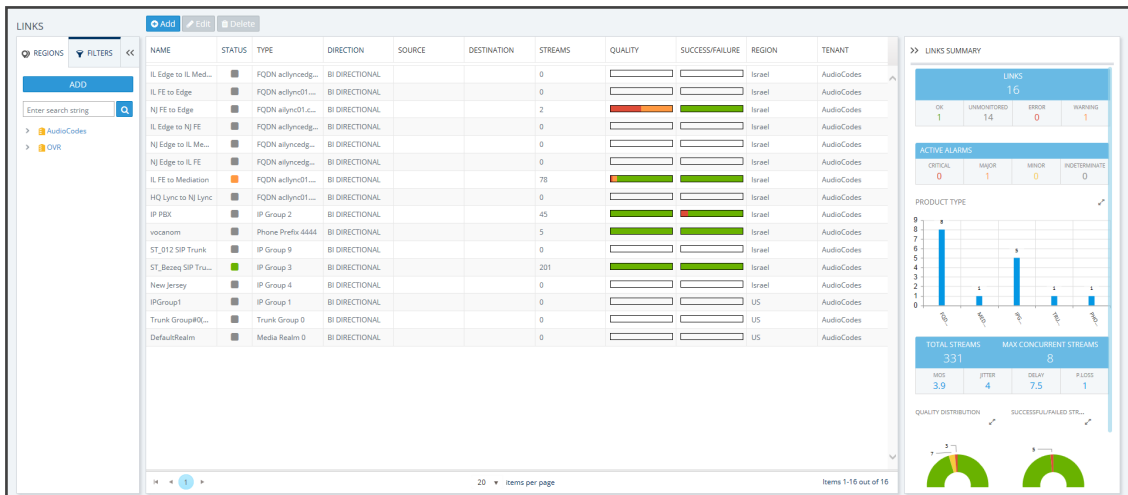 LINKS
Add Edit Delete
REGIONS FILTERS
ADD
Enter search string
AudioCodes
OVR
NAME STATUS TYPE DIRECTION SOURCE DESTINATION STREAMS QUALITY SUCCESS/FAILURE REGION TENANT
IL Edge to IL Med... FQDN acllyncedg... BI DIRECTIONAL 0 Israel AudioCodes
IL FE to Edge FQDN acllync01.... BI DIRECTIONAL 0 Israel AudioCodes
NJ FE to Edge FQDN ailync01.c... BI DIRECTIONAL 2 Israel AudioCodes
IL Edge to NJ FE FQDN acllyncedg... BI DIRECTIONAL 0 Israel AudioCodes
NJ Edge to IL Me... FQDN ailyncedg... BI DIRECTIONAL 0 Israel AudioCodes
NJ Edge to IL FE FQDN ailyncedg... BI DIRECTIONAL 0 Israel AudioCodes
IL FE to Mediation FQDN acllync01.... BI DIRECTIONAL 78 Israel AudioCodes
HQ Lync to NJ Lync FQDN acllync01.... BI DIRECTIONAL 0 Israel AudioCodes
IP PBX IP Group 2 BI DIRECTIONAL 45 Israel AudioCodes
vocanom Phone Prefix 4444 BI DIRECTIONAL 5 Israel AudioCodes
ST_012 SIP Trunk IP Group 9 BI DIRECTIONAL 0 Israel AudioCodes
ST_Bezeq SIP Tru... IP Group 3 BI DIRECTIONAL 201 Israel AudioCodes
New Jersey IP Group 4 BI DIRECTIONAL 0 Israel AudioCodes
IPGroup1 IP Group 1 BI DIRECTIONAL 0 US AudioCodes
Trunk Group#0(... Trunk Group 0 BI DIRECTIONAL 0 US AudioCodes
DefaultRealm Media Realm 0 BI DIRECTIONAL 0 US AudioCodes
1
20 items per page
Items 1-16 out of 16
>> LINKS SUMMARY
LINKS
16
OK UNMONITORED ERROR WARNING
1 14 0 1
ACTIVE ALARMS
CRITICAL MAJOR MINOR INDETERMINATE
0 1 0 0
PRODUCT TYPE
9
8
7
6
5
4
3
2
1
8 1 5 1 1
FQD... MED... IPG... TRU... PHO...
TOTAL STREAMS MAX CONCURRENT STREAMS
331 8
MOS JITTER DELAY P.LOSS
3.9 4 7.5 1
QUALITY DISTRIBUTION SUCCESSFUL/FAILED STR...
7